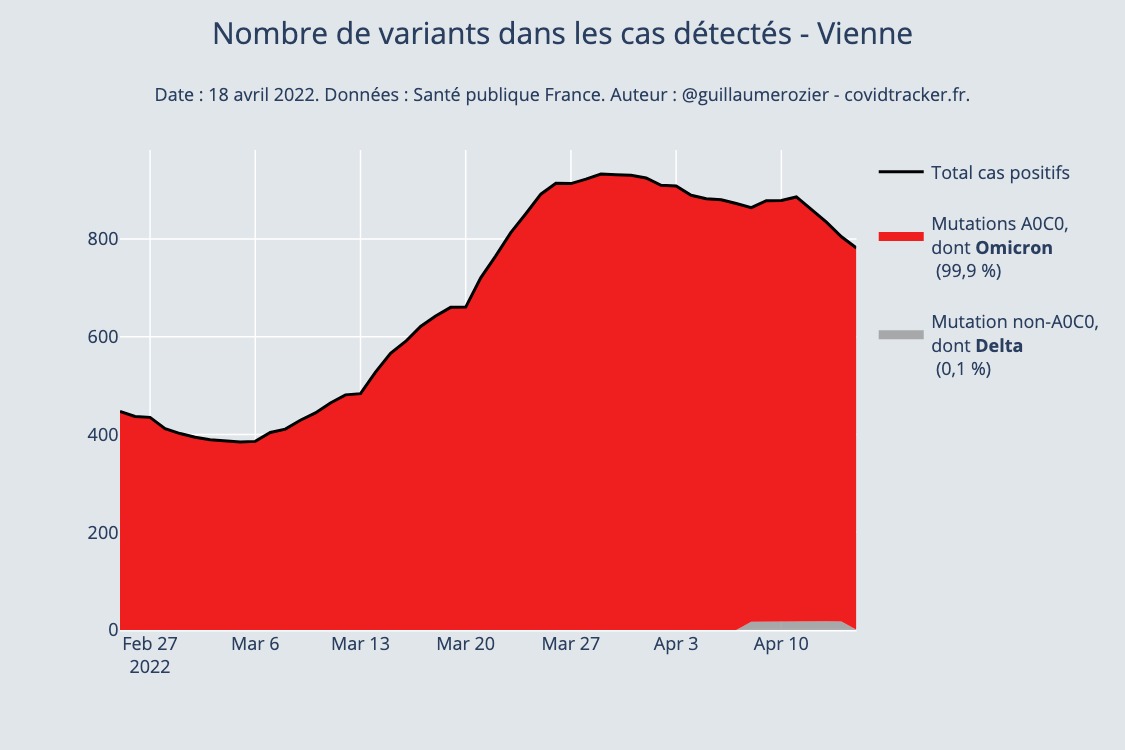 Nombre de variants dans les cas détectés - Vienne
Date : 18 avril 2022. Données : Santé publique France. Auteur : @guillaumerozier - covidtracker.fr.
Total cas positifs
Mutations A0C0,
dont Omicron
(99,9 %)
Mutation non-A0C0,
dont Delta
(0,1 %)
800
600
400
200
0
Feb 27
2022
Mar 6
Mar 13
Mar 20
Mar 27
Apr 3
Apr 10